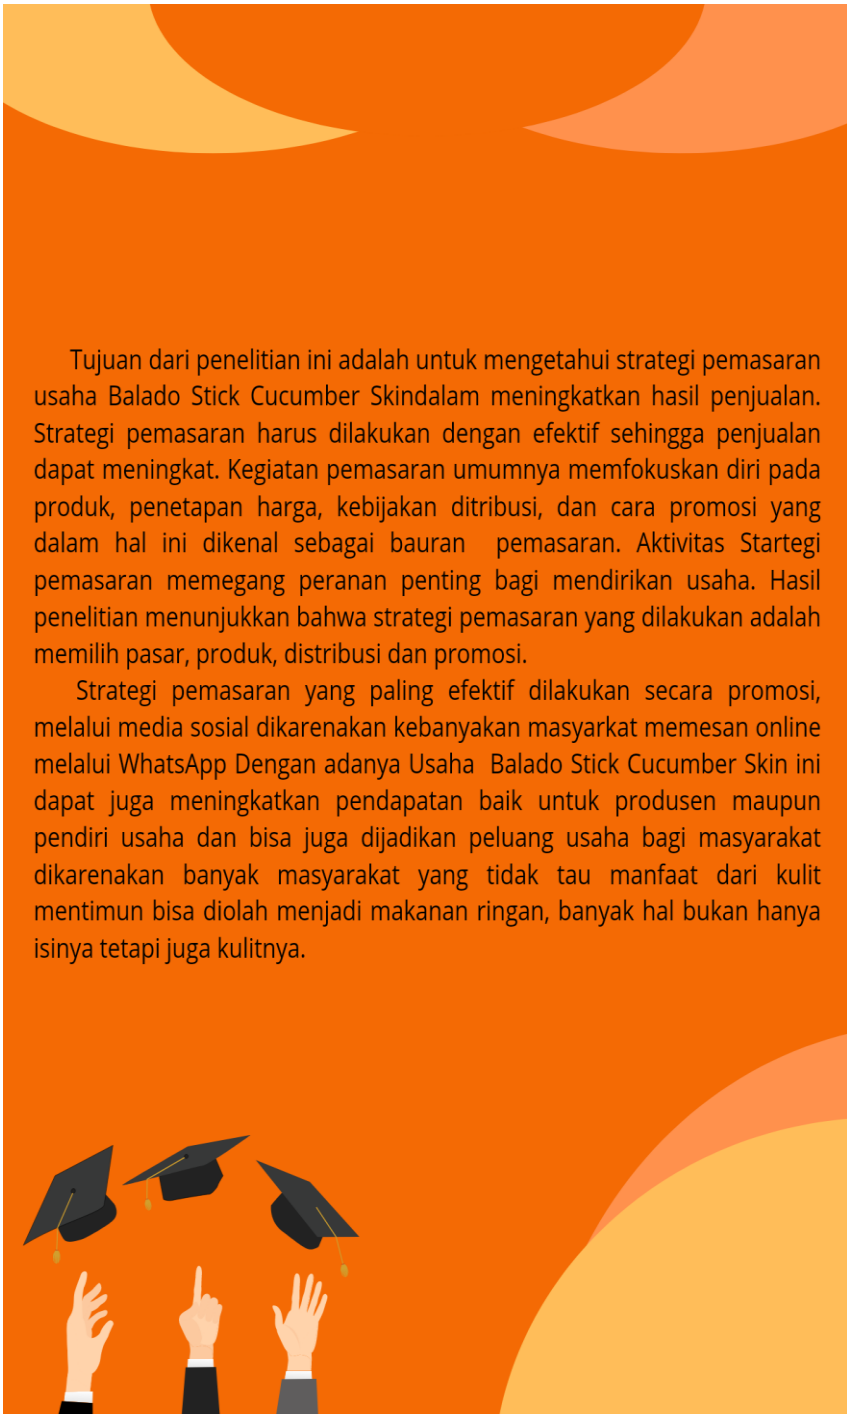 Tujuan dari penelitian ini adalah untuk mengetahui strategi pemasaran
usaha Balado Stick Cucumber Skindalam meningkatkan hasil penjualan.
Strategi pemasaran harus dilakukan dengan efektif sehingga penjualan
dapat meningkat. Kegiatan pemasaran umumnya memfokuskan diri pada
produk, penetapan harga, kebijakan ditribusi, dan cara promosi yang
dalam hal ini dikenal sebagai bauran pemasaran. Aktivitas Startegi
pemasaran memegang peranan penting bagi mendirikan usaha. Hasil
penelitian menunjukkan bahwa strategi pemasaran yang dilakukan adalah
memilih pasar, produk, distribusi dan promosi.
Strategi pemasaran yang paling efektif dilakukan secara promosi,
melalui media sosial dikarenakan kebanyakan masyarkat memesan online
melalui WhatsApp Dengan adanya Usaha Balado Stick Cucumber Skin ini
dapat juga meningkatkan pendapatan baik untuk produsen maupun
pendiri usaha dan bisa juga dijadikan peluang usaha bagi masyarakat
dikarenakan banyak masyarakat yang tidak tau manfaat dari kulit
mentimun bisa diolah menjadi makanan ringan, banyak hal bukan hanya
isinya tetapi juga kulitnya.